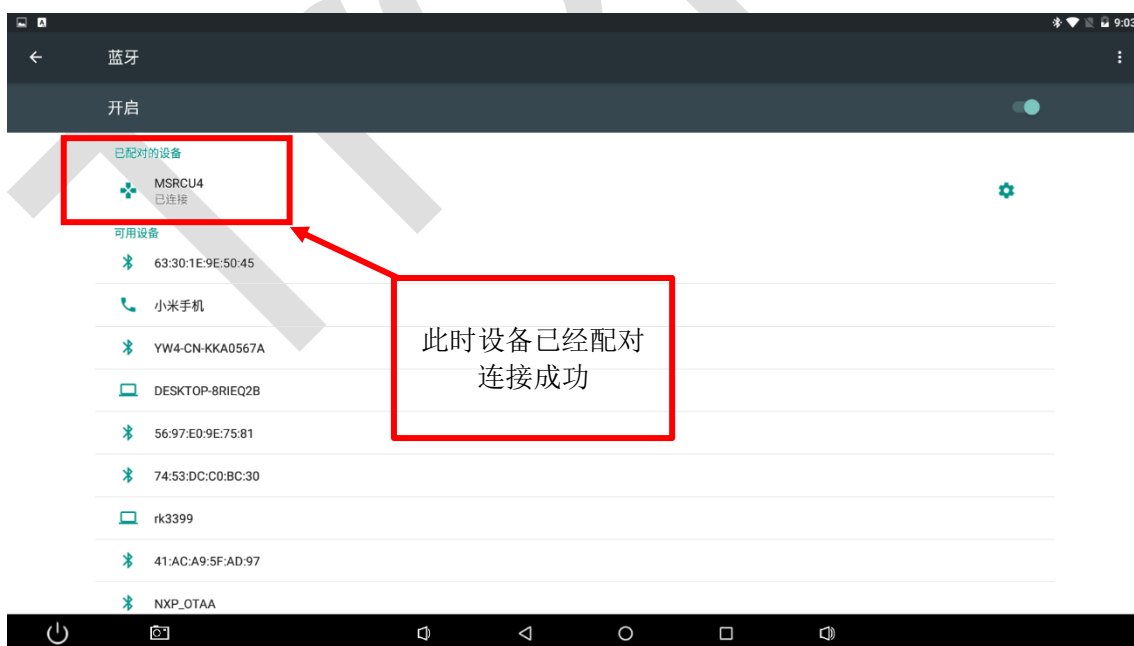 9:03
蓝牙
开启
已配对的设备
MSRCU4
已连接
可用设备
63:30:1E:9E:50:45
小米手机
YW4-CN-KKA0567A
DESKTOP-8RIEQ2B
56:97:E0:9E:75:81
74:53:DC:C0:BC:30
rk3399
41:AC:A9:5F:AD:97
NXP_OTAA
此时设备已经配对
连接成功